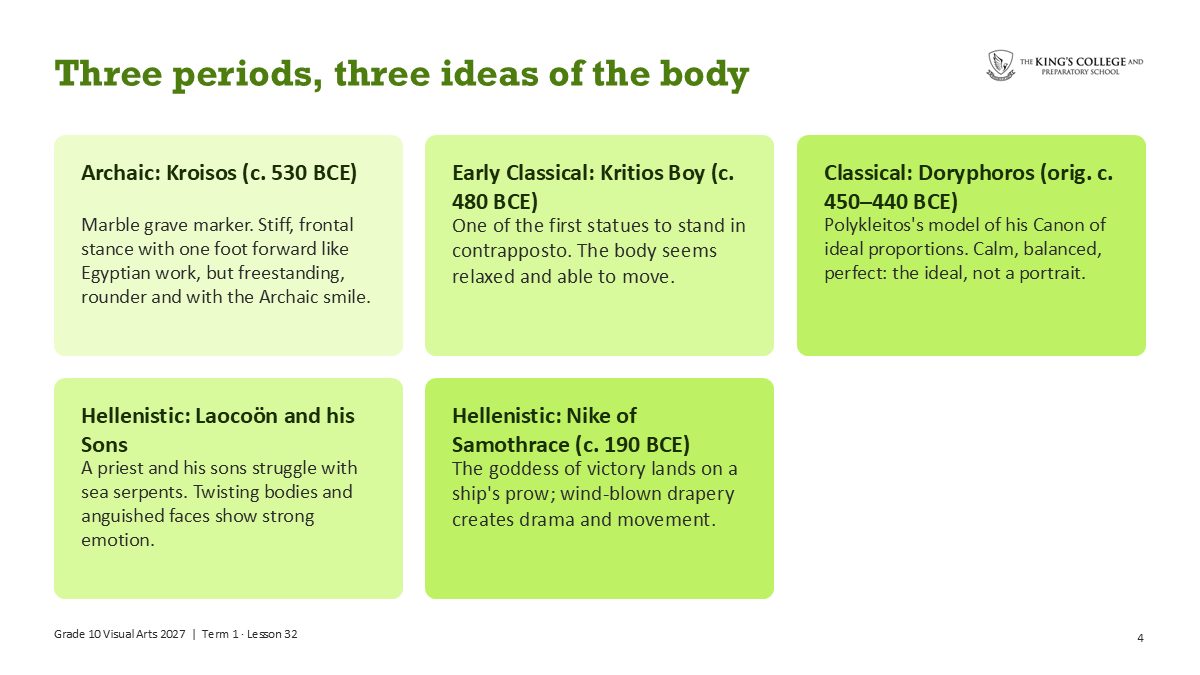 Three periods, three ideas of the body
THE KING'S COLLEGE AND
PREPARATORY SCHOOL
Archaic: Kroisos (c. 530 BCE)
Marble grave marker. Stiff, frontal
stance with one foot forward like
Egyptian work, but freestanding,
rounder and with the Archaic smile.
Early Classical: Kritios Boy (c.
480 BCE)
One of the first statues to stand in
contrapposto. The body seems
relaxed and able to move.
Classical: Doryphoros (orig. c.
450–440 BCE)
Polykleitos's model of his Canon of
ideal proportions. Calm, balanced,
perfect: the ideal, not a portrait.
Hellenistic: Laocoön and his
Sons
A priest and his sons struggle with
sea serpents. Twisting bodies and
anguished faces show strong
emotion.
Hellenistic: Nike of
Samothrace (c. 190 BCE)
The goddess of victory lands on a
ship's prow; wind-blown drapery
creates drama and movement.
Grade 10 Visual Arts 2027 | Term 1 · Lesson 32
4